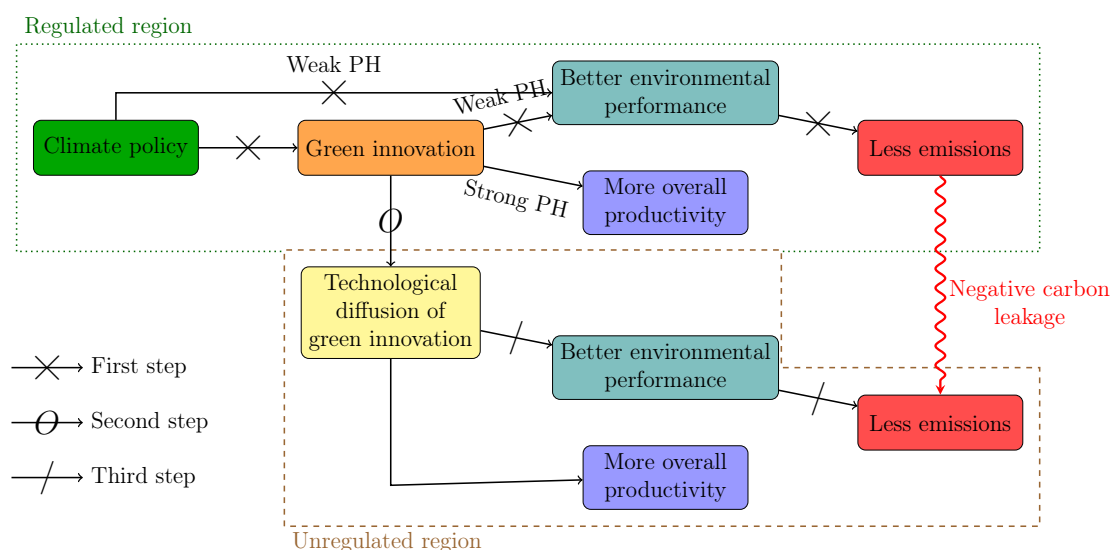 Regulated region
Weak PH
Better environmental
performance
Weak PH
Climate policy
Green innovation
Less emissions
Strong PH
More overall
productivity
O
Technological
diffusion of
green innovation
Negative carbon
leakage
Better environmental
performance
First step
Less emissions
O
Second step
More overall
productivity
Third step
Unregulated region